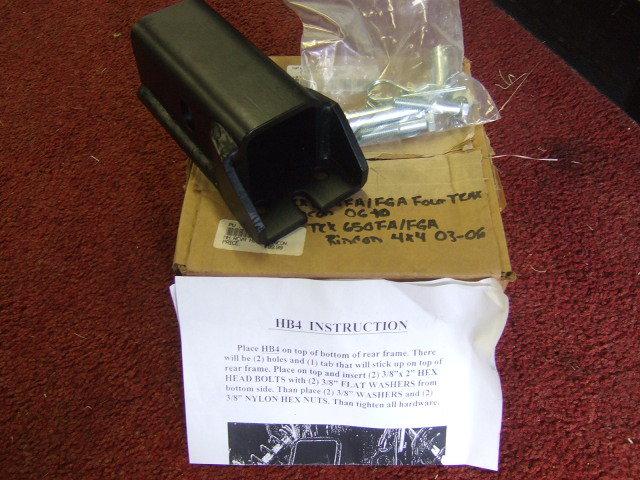 FA/FGA Four Trax
06 to
Trx 650FA/FGA
Rincon 4x4 03-06
PRICE
HB4 INSTRUCTION
Place HB4 on top of bottom of rear frame. There
will be (2) holes and (1) tab that will stick up on top of
rear frame. Place on top and insert (2) 3/8"x 2" HEX
HEAD BOLTS with (2) 3/8" FLAT WASHERS from
bottom side. Than place (2) 3/8" WASHERS and (2)
3/8" NYLON HEX NUTS. Than tighten all hardware.